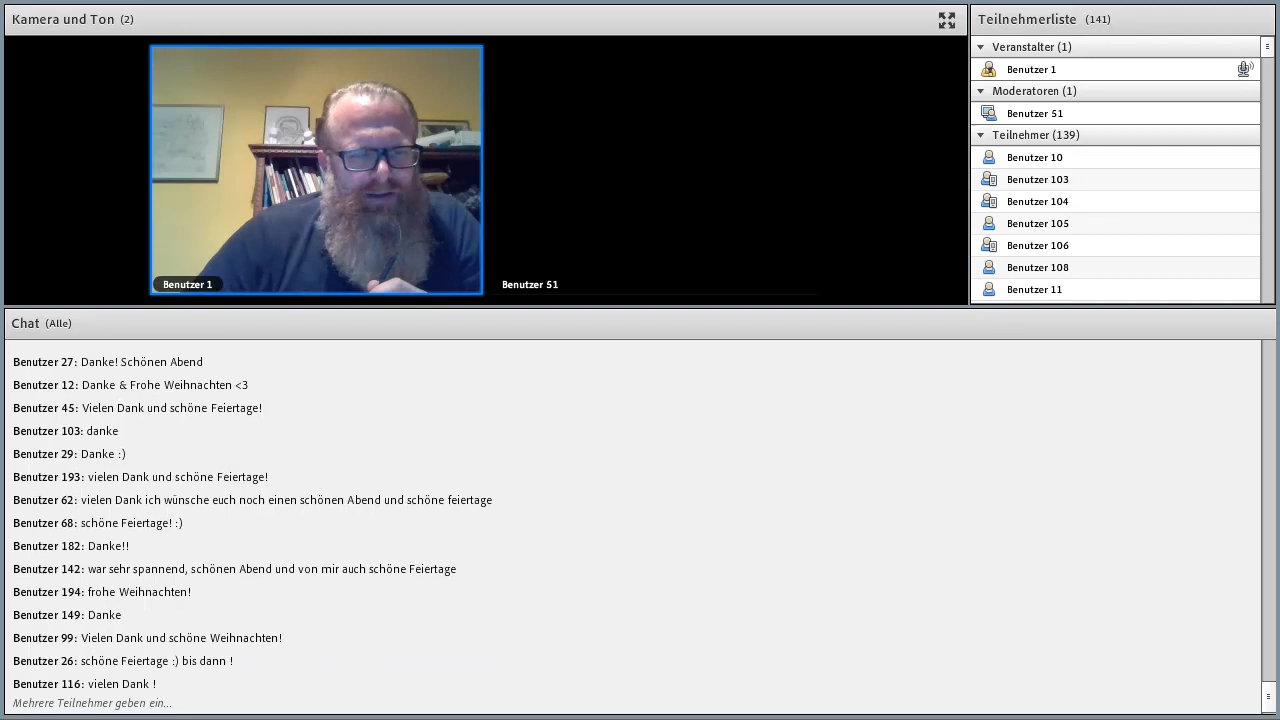 Kamera und Ton (2)
Benutzer 1
Benutzer 51
Teilnehmerliste (141)
Veranstalter (1)
Benutzer 1
Moderatoren (1)
Benutzer 51
Teilnehmer (139)
Benutzer 10
Benutzer 103
Benutzer 104
Benutzer 105
Benutzer 106
Benutzer 108
Benutzer 11
Chat (Alle)
Benutzer 27: Danke! Schönen Abend
Benutzer 12: Danke & Frohe Weihnachten <3
Benutzer 45: Vielen Dank und schöne Feiertage!
Benutzer 103: danke
Benutzer 29: Danke :)
Benutzer 193: vielen Dank und schöne Feiertage!
Benutzer 62: vielen Dank ich wünsche euch noch einen schönen Abend und schöne feiertage
Benutzer 68: schöne Feiertage! :)
Benutzer 182: Danke!!
Benutzer 142: war sehr spannend, schönen Abend und von mir auch schöne Feiertage
Benutzer 194: frohe Weihnachten!
Benutzer 149: Danke
Benutzer 99: Vielen Dank und schöne Weihnachten!
Benutzer 26: schöne Feiertage :) bis dann !
Benutzer 116: vielen Dank !
Mehrere Teilnehmer geben ein...